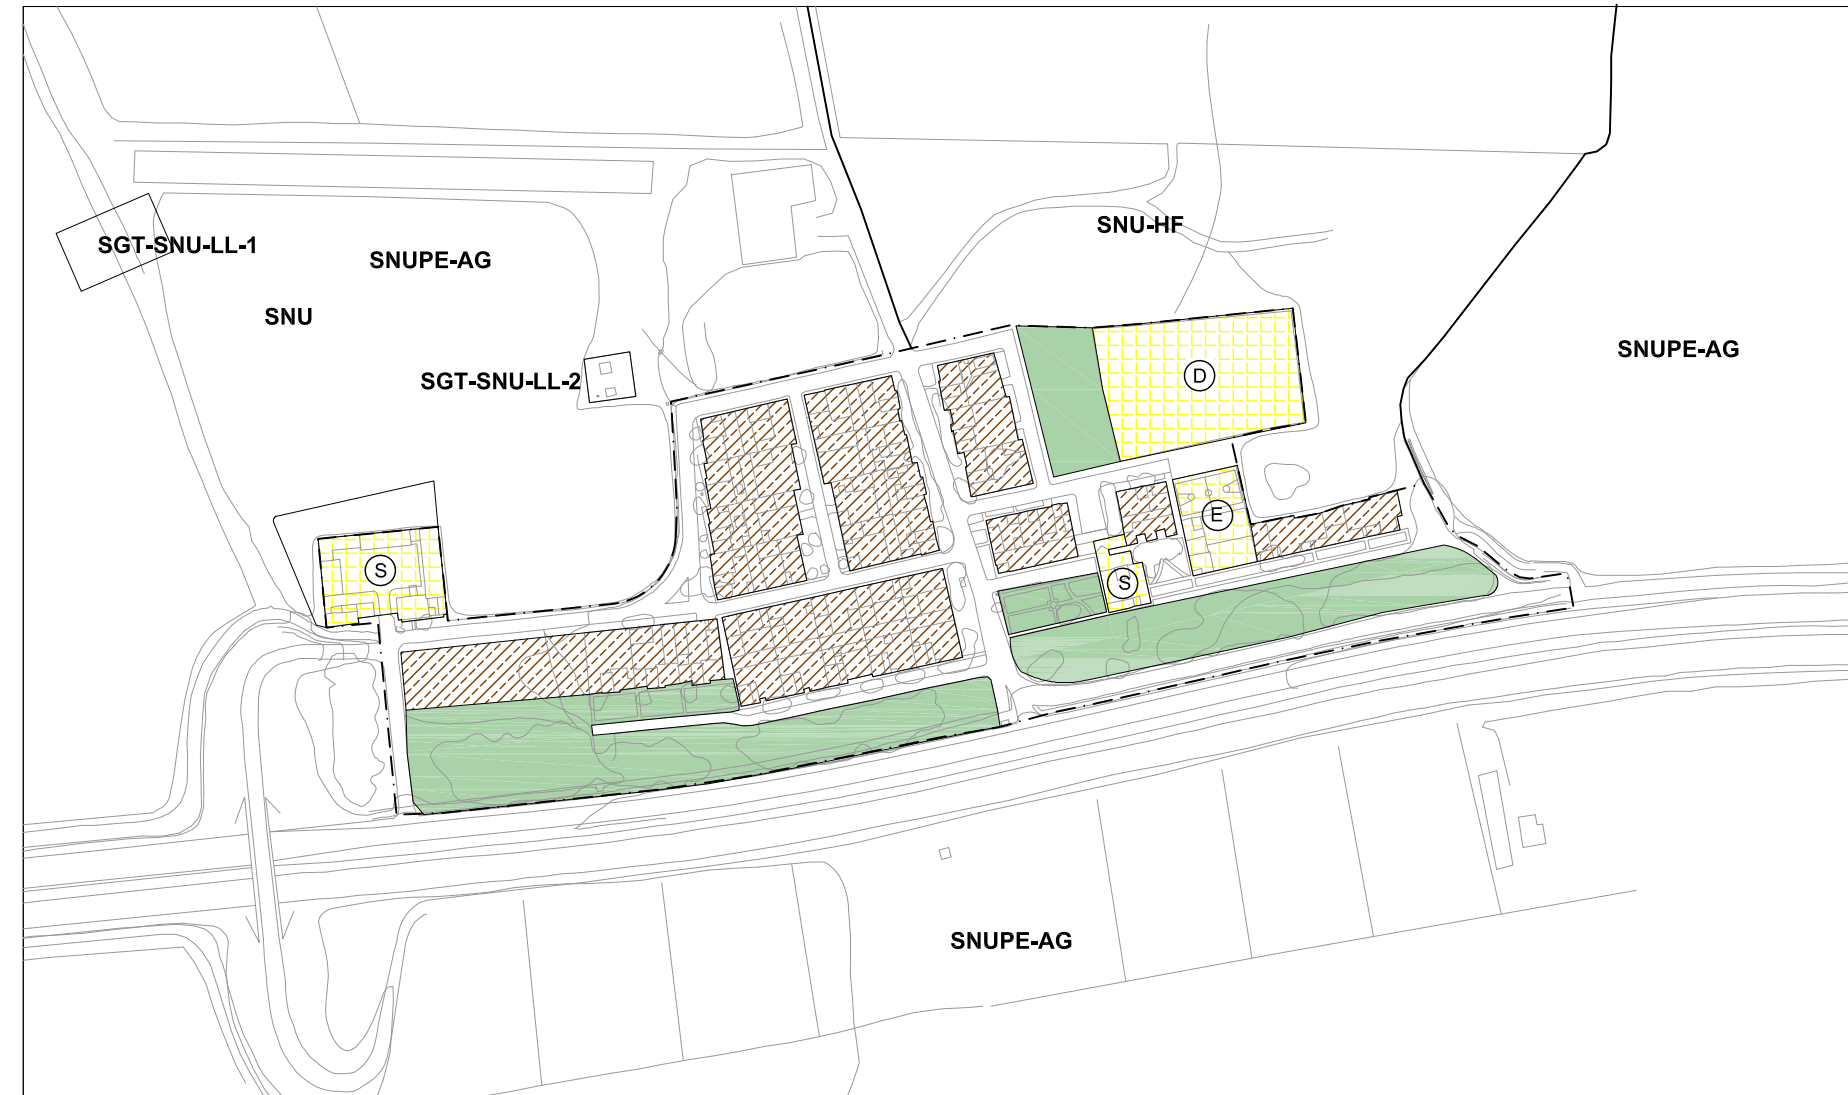 SNU-HF
SGT-SNU-LL-1
SNUPE-AG
SNU
SNUPE-AG
SGT-SNU-LL-2
D
E
S
S
SNUPE-AG